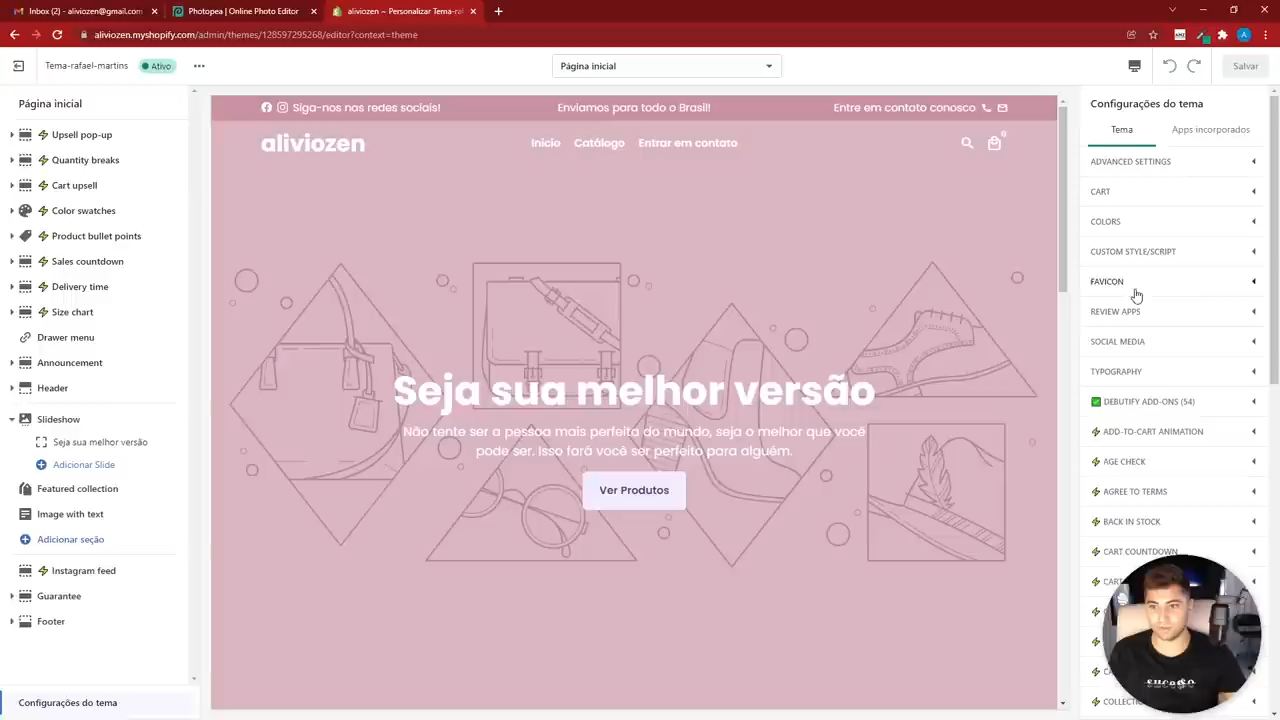 Inbox (2) - aliviozen@gmail.com
Photopea | Online Photo Editor
aliviozen ~ Personalizar Tema-raf
aliviozen.myshopify.com/admin/themes/128597295268/editor?context=theme
Tema-rafael-martins
Ativo
Página inicial
Salvar
Página inicial
Upsell pop-up
Quantity breaks
Cart upsell
Color swatches
Product bullet points
Sales countdown
Delivery time
Size chart
Drawer menu
Announcement
Header
Slideshow
Seja sua melhor versão
Adicionar Slide
Featured collection
Image with text
Adicionar seção
Instagram feed
Guarantee
Footer
Configurações do tema
Siga-nos nas redes sociais!
Enviamos para todo o Brasil!
Entre em contato conosco
aliviozen
Início
Catálogo
Entrar em contato
0
Seja sua melhor versão
Não tente ser a pessoa mais perfeita do mundo, seja o melhor que você
pode ser. Isso fará você ser perfeito para alguém.
Ver Produtos
Configurações do tema
Tema
Apps incorporados
ADVANCED SETTINGS
CART
COLORS
CUSTOM STYLE/SCRIPT
FAVICON
REVIEW APPS
SOCIAL MEDIA
TYPOGRAPHY
DEBUTIFY ADD-ONS (54)
ADD-TO-CART ANIMATION
AGE CHECK
AGREE TO TERMS
BACK IN STOCK
CART COUNTDOWN